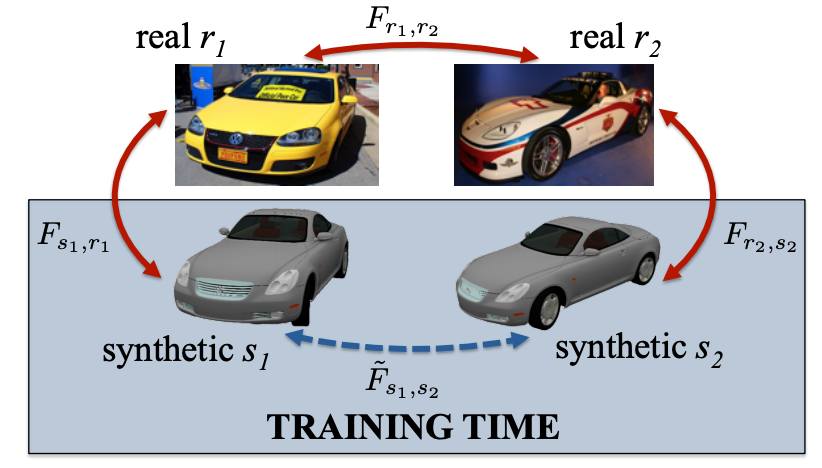 F_{r_1,r_2}
real r_1
real r_2
F_{s_1,r_1}
F_{r_2,s_2}
synthetic s_1
synthetic s_2
\tilde{F}_{s_1,s_2}
TRAINING TIME